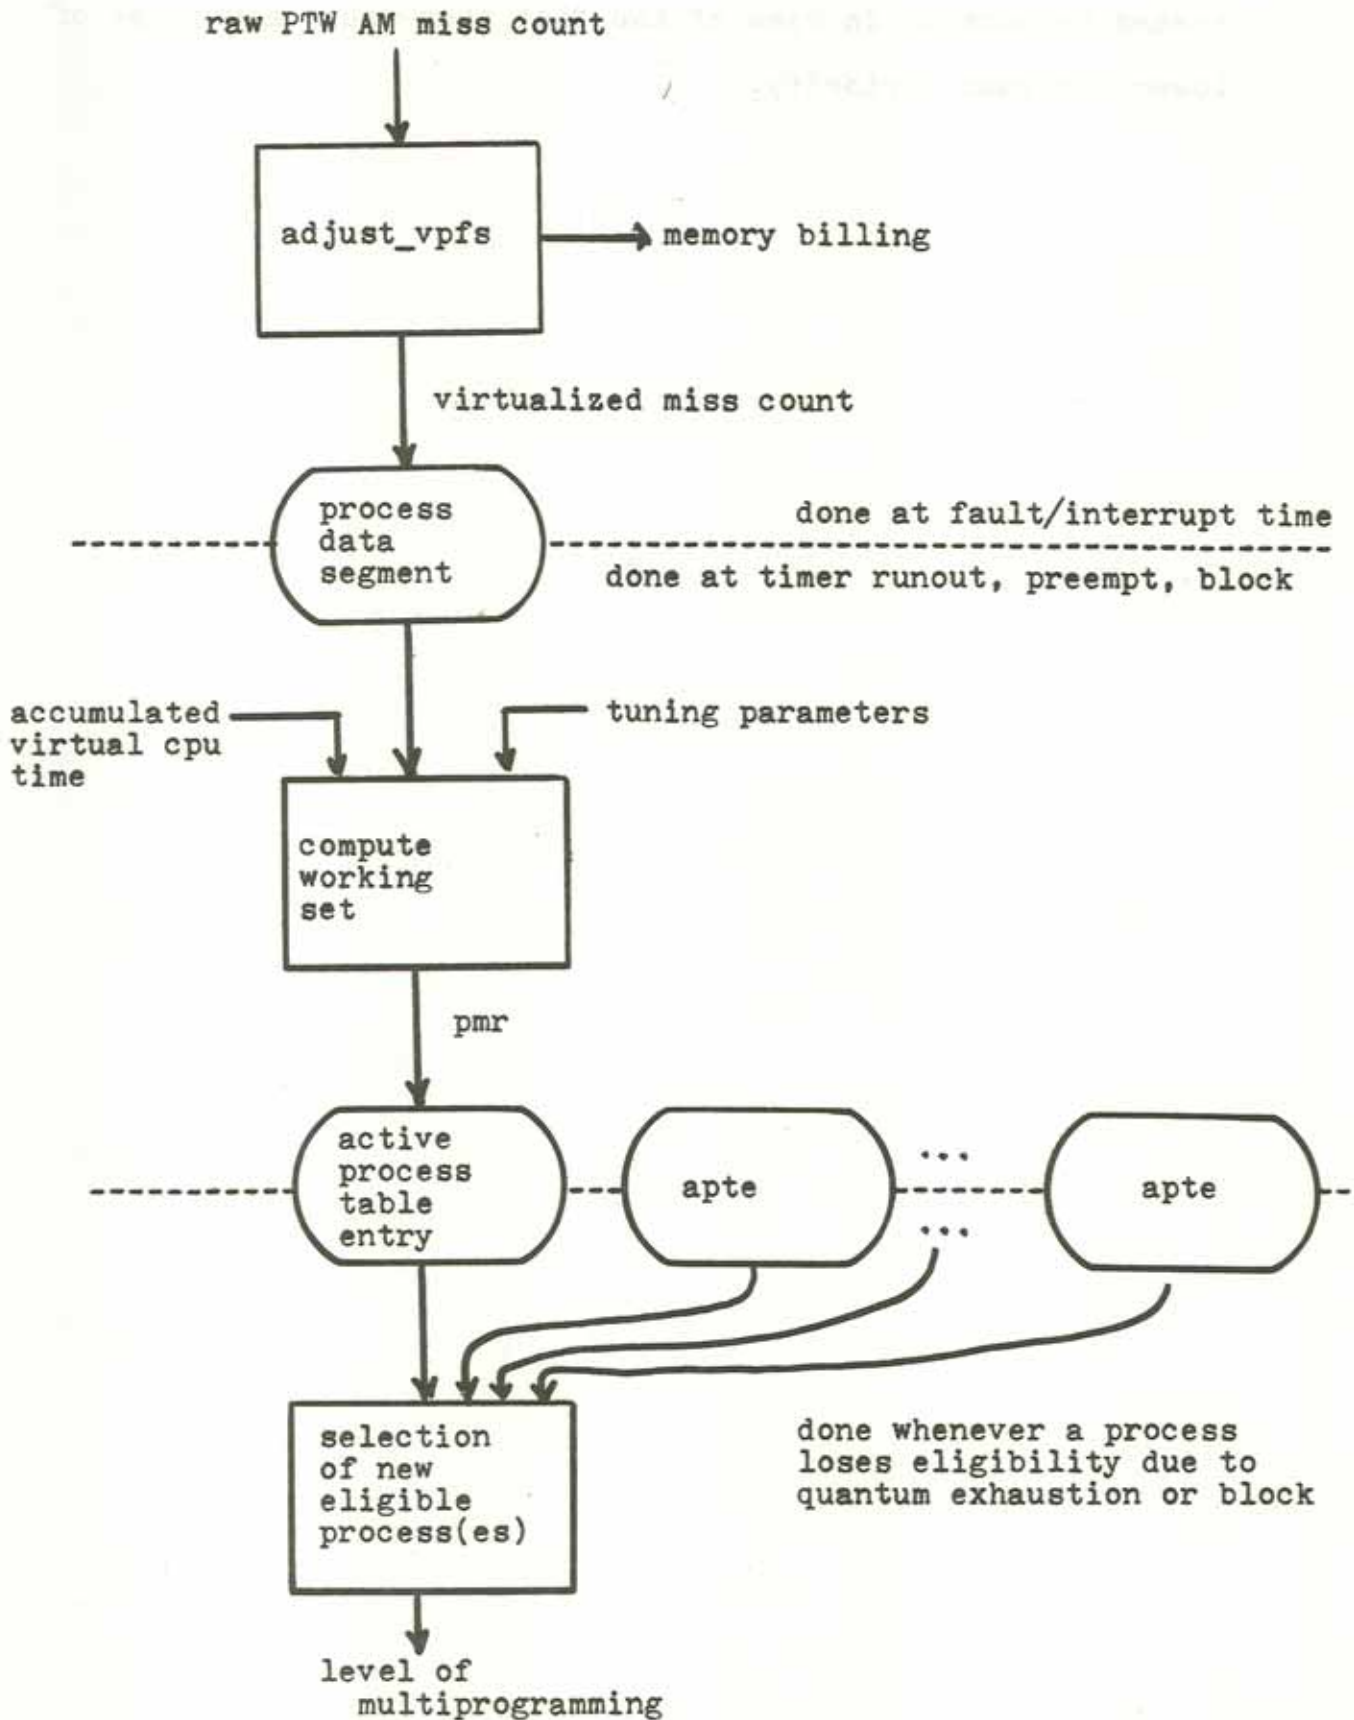 raw PTW AM miss count
adjust_vpfs
memory billing
virtualized miss count
process
data
segment
done at fault/interrupt time
done at timer runout, preempt, block
accumulated
virtual cpu
time
tuning parameters
compute
working
set
pmr
active
process
table
entry
apte
...
...
apte
selection
of new
eligible
process(es)
done whenever a process
loses eligibility due to
quantum exhaustion or block
level of
multiprogramming